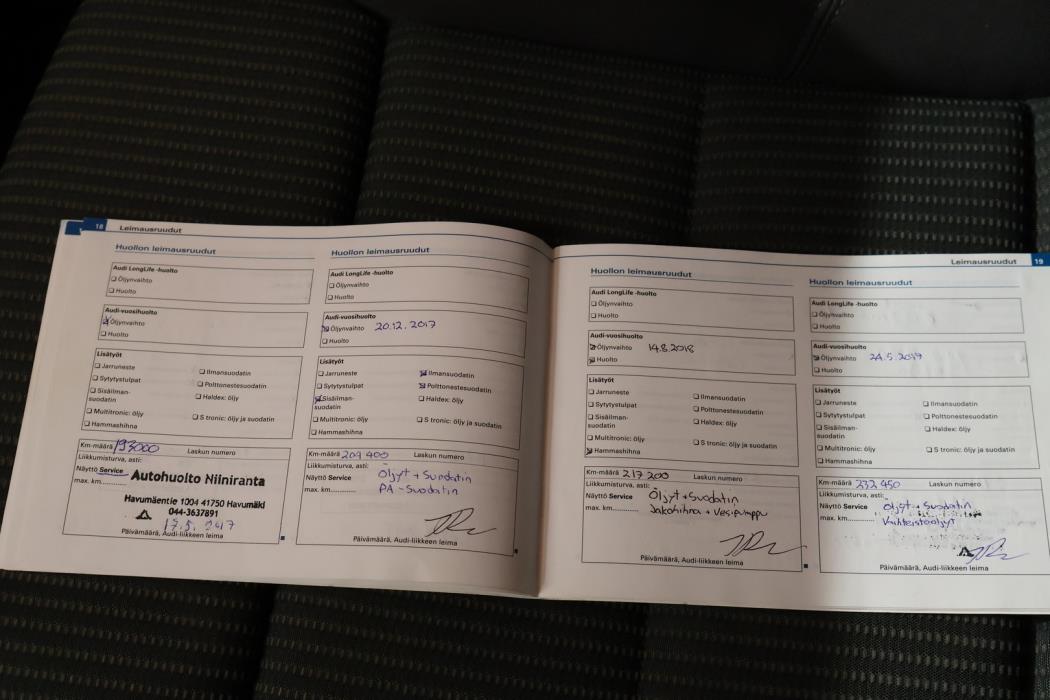 18 Leimausruudut
Huollon leimausruudut
Audi LongLife -huolto
Öljynvaihto
Huolto
Audi-vuosihuolto
Öljynvaihto
Huolto
Lisätyöt
Jarruneste
Ilmansuodatin
Sytytystulpat
Polttonestesuodatin
Sisäilman-
suodatin
Haldex: öljy
Multitronic: öljy
S tronic: öljy ja suodatin
Hammashihna
Km-määrä 193000 Laskun numero
Liikkumisturva, asti:
Näyttö Service
max. km
Autohuolto Niiniranta
Havumäentie 1004 41750 Havumäki
044-3637891
17.5.2017
Päivämäärä, Audi-liikkeen leima
Huollon leimausruudut
Audi LongLife -huolto
Öljynvaihto
Huolto
Audi-vuosihuolto
Öljynvaihto 20.12.2017
Huolto
Lisätyöt
Jarruneste
Ilmansuodatin
Sytytystulpat
Polttonestesuodatin
Sisäilman-
suodatin
Haldex: öljy
Multitronic: öljy
S tronic: öljy ja suodatin
Hammashihna
Km-määrä 209 400 Laskun numero
Liikkumisturva, asti:
Näyttö Service
max. km
Öljyt + Suodatin
PA-Suodatin
Päivämäärä, Audi-liikkeen leima
Leimausruudut 19
Huollon leimausruudut
Audi LongLife -huolto
Öljynvaihto
Huolto
Audi-vuosihuolto
Öljynvaihto 14.8.2018
Huolto
Lisätyöt
Jarruneste
Ilmansuodatin
Sytytystulpat
Polttonestesuodatin
Sisäilman-
suodatin
Haldex: öljy
Multitronic: öljy
S tronic: öljy ja suodatin
Hammashihna
Km-määrä 217 200 Laskun numero
Liikkumisturva, asti:
Näyttö Service
max. km
Öljyt + Suodatin
Jakohihna + Vesipumppu
Päivämäärä, Audi-liikkeen leima
Huollon leimausruudut
Audi LongLife -huolto
Öljynvaihto
Huolto
Audi-vuosihuolto
Öljynvaihto 24.5.2019
Huolto
Lisätyöt
Jarruneste
Ilmansuodatin
Sytytystulpat
Polttonestesuodatin
Sisäilman-
suodatin
Haldex: öljy
Multitronic: öljy
S tronic: öljy ja suodatin
Hammashihna
Km-määrä 232 450 Laskun numero
Liikkumisturva, asti:
Näyttö Service
max. km
Öljyt + Suodatin
Vaihteistoöljyt
Päivämäärä, Audi-liikkeen leima